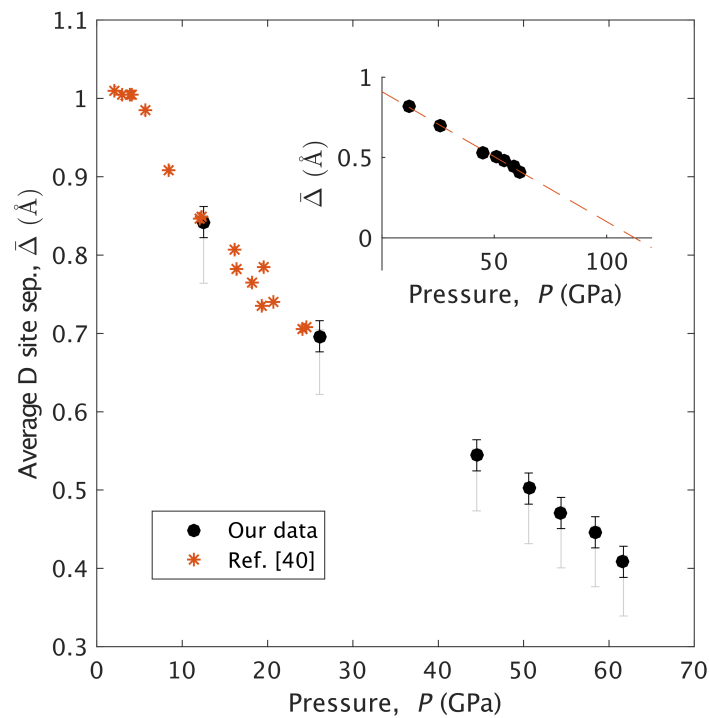 1.1
1
0.9
0.8
0.7
0.6
0.5
0.4
0.3
0 10 20 30 40 50 60 70
Average D site sep., Δ̄ (Å)
Pressure, P (GPa)
Our data
Ref. [40]
1
0.5
0
50 100
Δ̄ (Å)
Pressure, P (GPa)